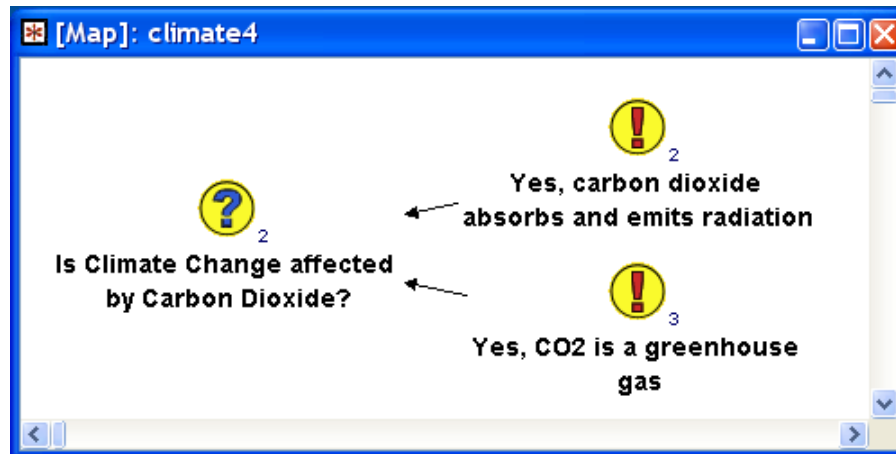 [Map]: climate4
?
2
Is Climate Change affected
by Carbon Dioxide?
!
2
Yes, carbon dioxide
absorbs and emits radiation
!
3
Yes, CO2 is a greenhouse
gas